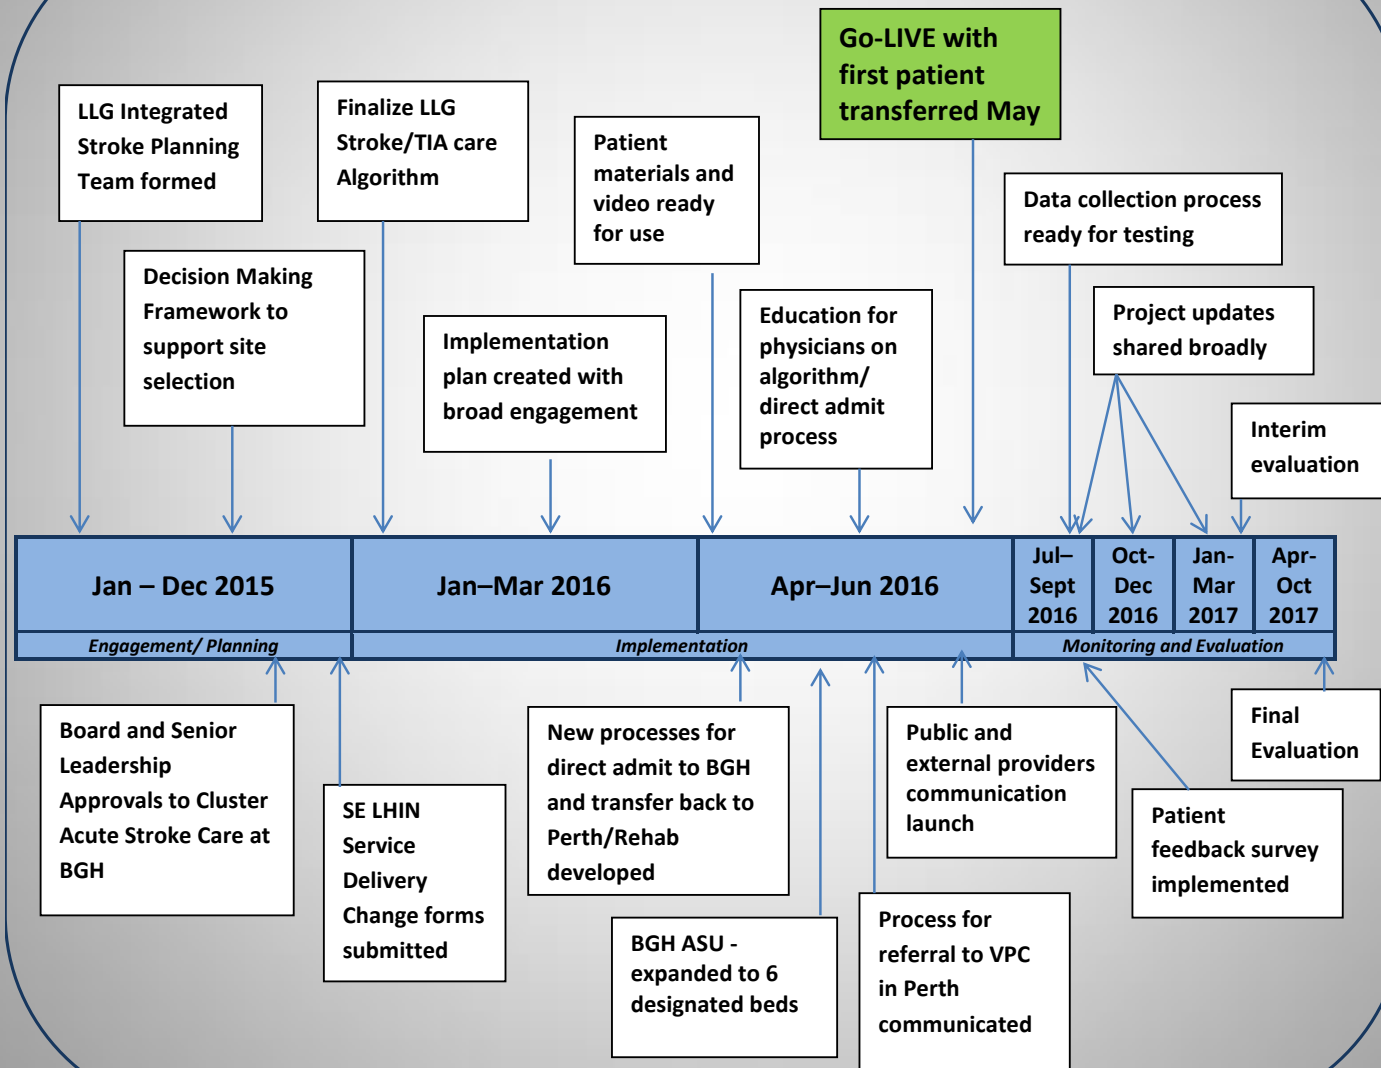 Go-LIVE with
first patient
transferred May
LLG Integrated
Stroke Planning
Team formed
Finalize LLG
Stroke/TIA care
Algorithm
Patient
materials and
video ready
for use
Data collection process
ready for testing
Decision Making
Framework to
support site
selection
Implementation
plan created with
broad engagement
Education for
physicians on
algorithm/
direct admit
process
Project updates
shared broadly
Interim
evaluation
Jan – Dec 2015
Jan–Mar 2016
Apr–Jun 2016
Jul–
Sept
2016
Oct-
Dec
2016
Jan-
Mar
2017
Apr-
Oct
2017
Engagement/ Planning
Implementation
Monitoring and Evaluation
Board and Senior
Leadership
Approvals to Cluster
Acute Stroke Care at
BGH
SE LHIN
Service
Delivery
Change forms
submitted
New processes for
direct admit to BGH
and transfer back to
Perth/Rehab
developed
BGH ASU -
expanded to 6
designated beds
Process for
referral to VPC
in Perth
communicated
Public and
external providers
communication
launch
Patient
feedback survey
implemented
Final
Evaluation